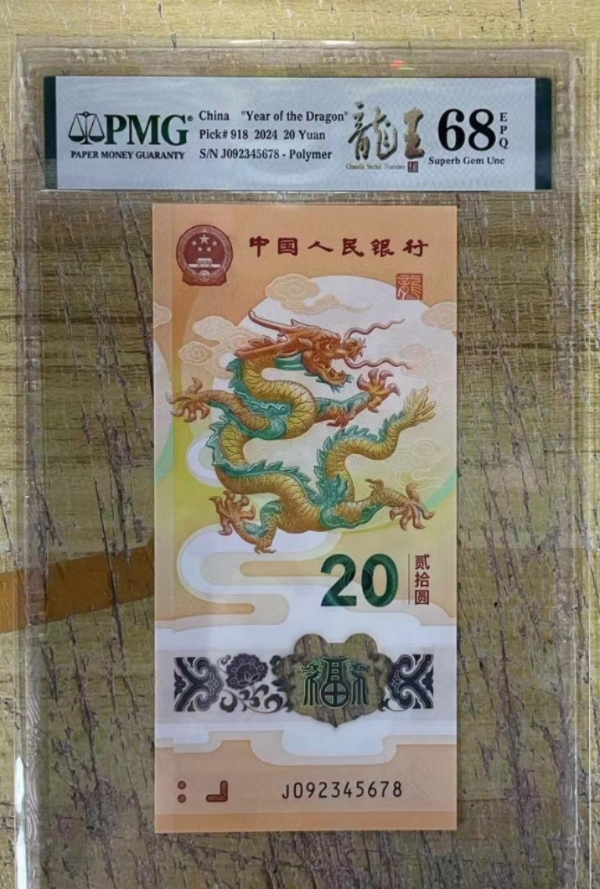 PMG®
PAPER MONEY GUARANTY
China "Year of the Dragon"
Pick# 918 2024 20 Yuan
S/N J092345678 - Polymer
龍王
68
EPQ
Superb Gem Unc
中国人民银行
龍
20
贰拾圆
福
J092345678